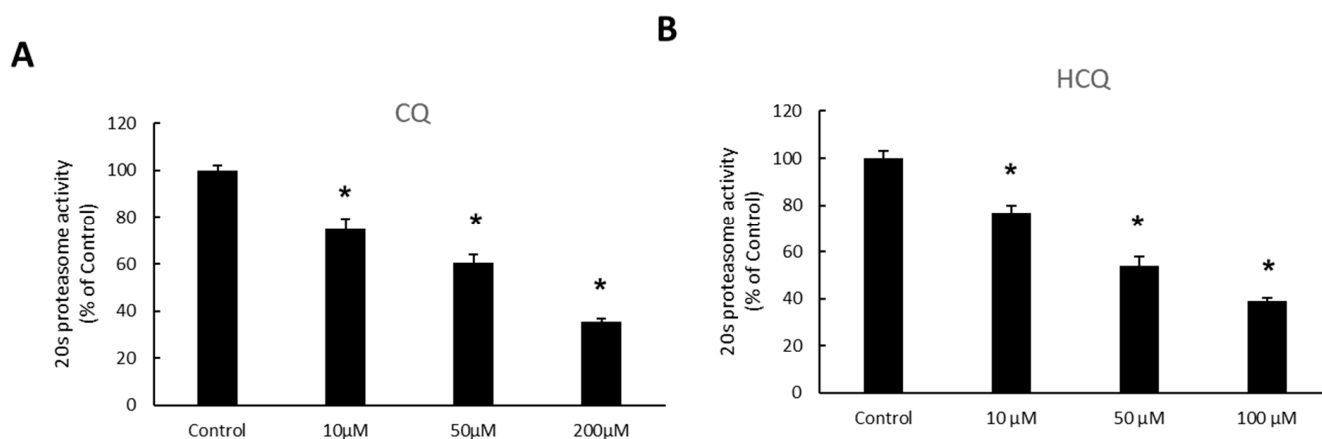 A
CQ
20s proteasome activity
(% of Control)
120
100
80
60
40
20
0
*
*
*
Control 10μM 50μM 200μM
B
HCQ
20s proteasome activity
(% of Control)
120
100
80
60
40
20
0
*
*
*
Control 10 μM 50 μM 100 μM